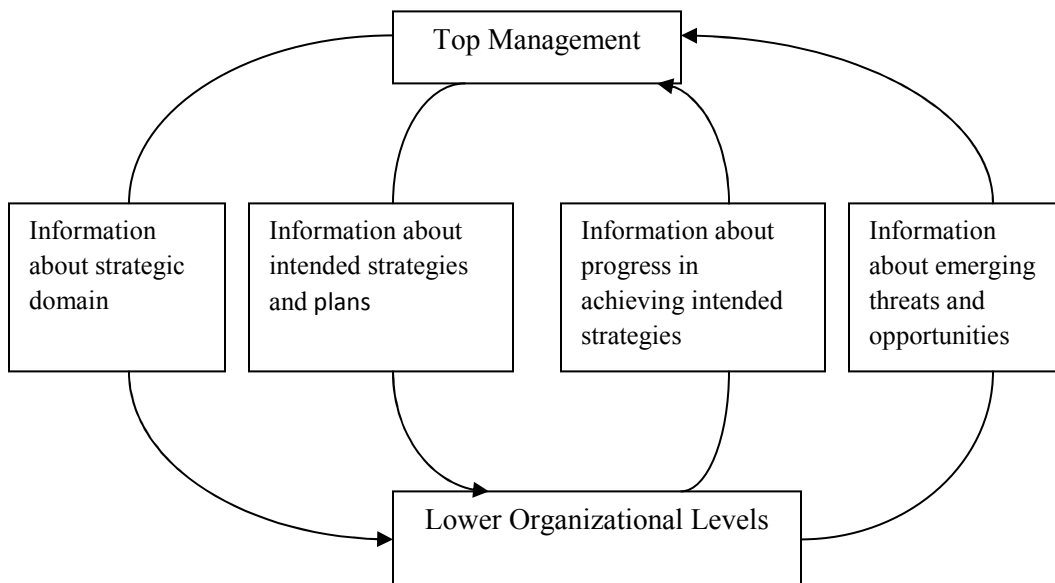 Top Management
Information
about strategic
domain
Information about
intended strategies
and plans
Information about
progress in
achieving intended
strategies
Information
about emerging
threats and
opportunities
Lower Organizational Levels